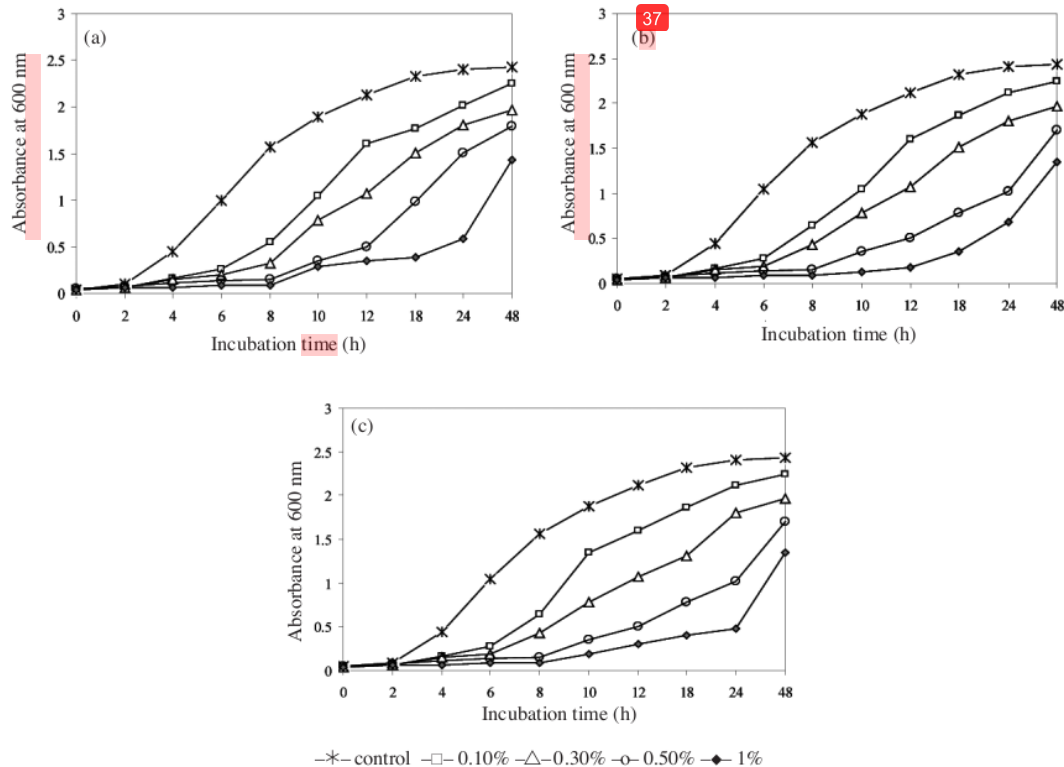 3
(a)
2.5
2
1.5
1
0.5
0
Absorbance at 600 nm
0 2 4 6 8 10 12 18 24 48
Incubation time (h)
37
3
(b)
2.5
2
1.5
1
0.5
0
Absorbance at 600 nm
0 2 4 6 8 10 12 18 24 48
Incubation time (h)
3
(c)
2.5
2
1.5
1
0.5
0
Absorbance at 600 nm
0 2 4 6 8 10 12 18 24 48
Incubation time (h)
control 0.10% 0.30% 0.50% 1%